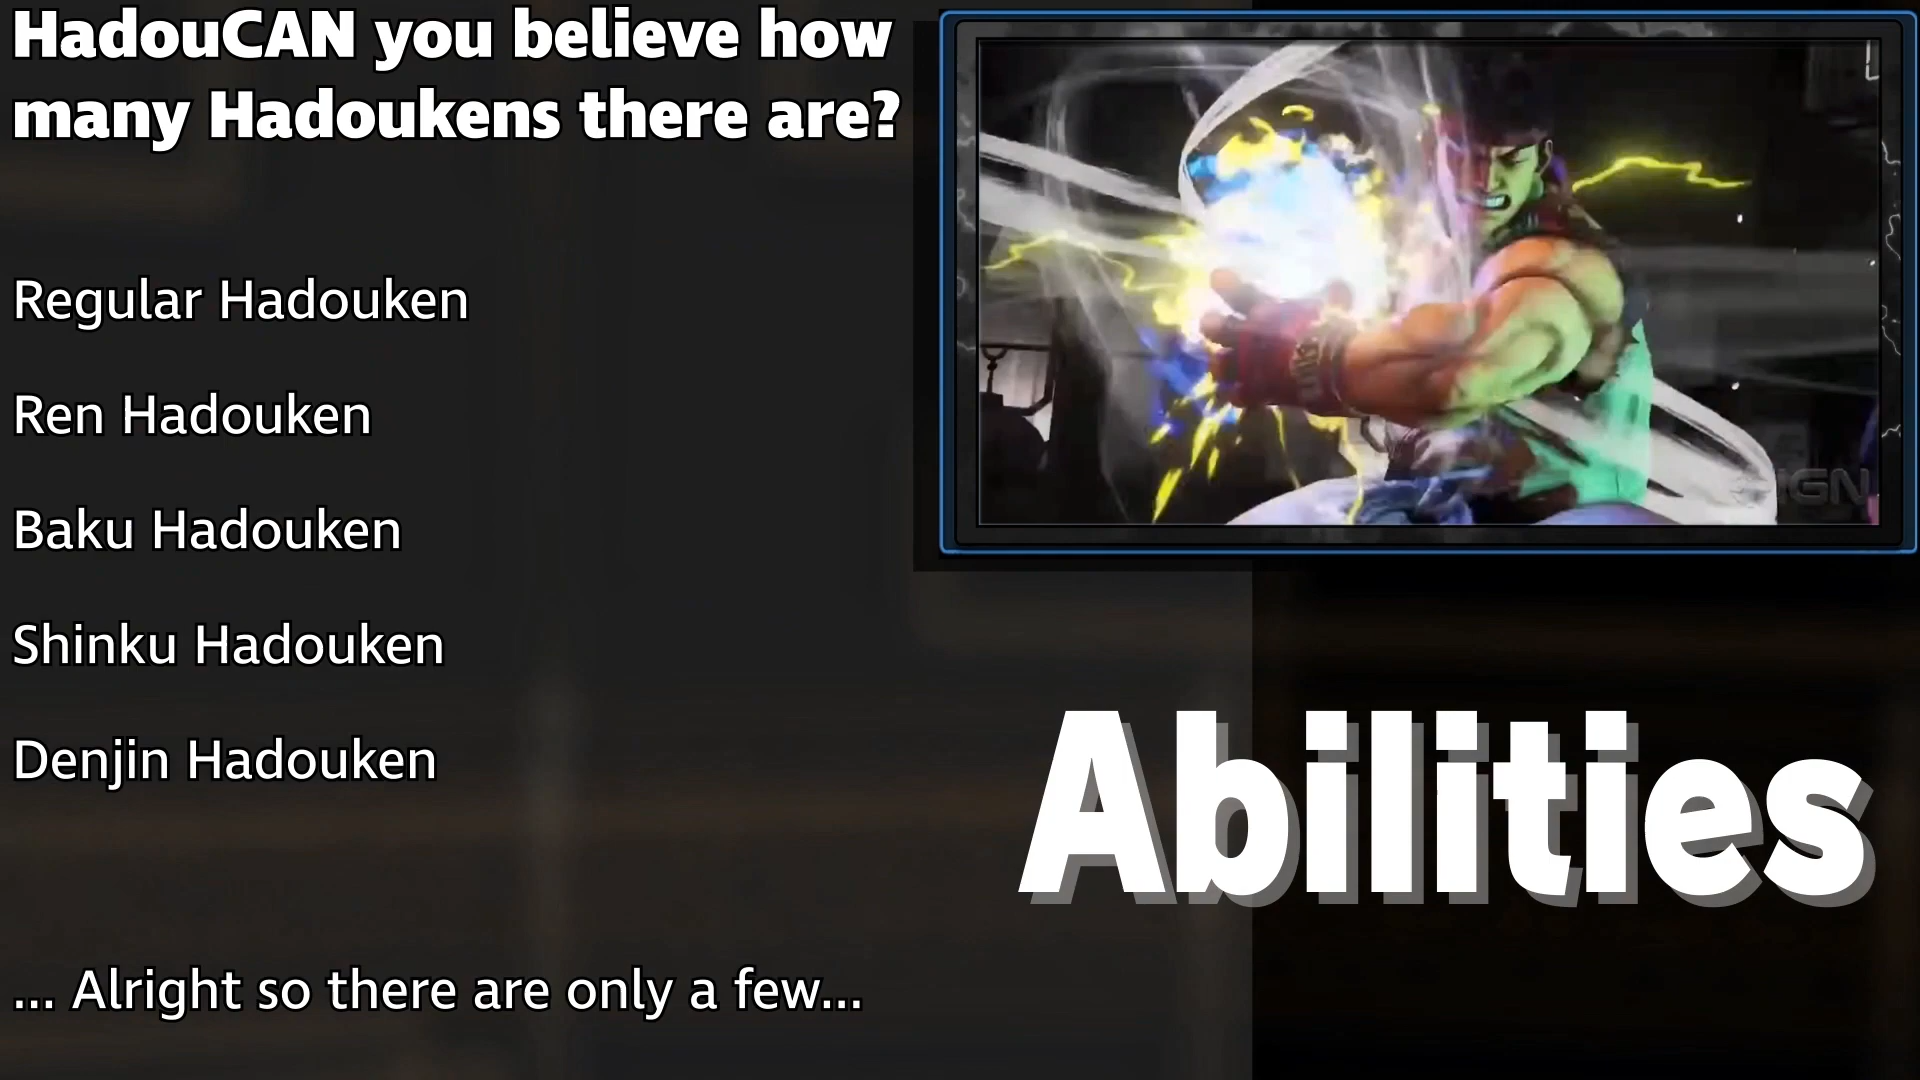 HadouCAN you believe how
many Hadoukens there are?
Regular Hadouken
Ren Hadouken
Baku Hadouken
Shinku Hadouken
Denjin Hadouken
... Alright so there are only a few...
IGN
Abilities